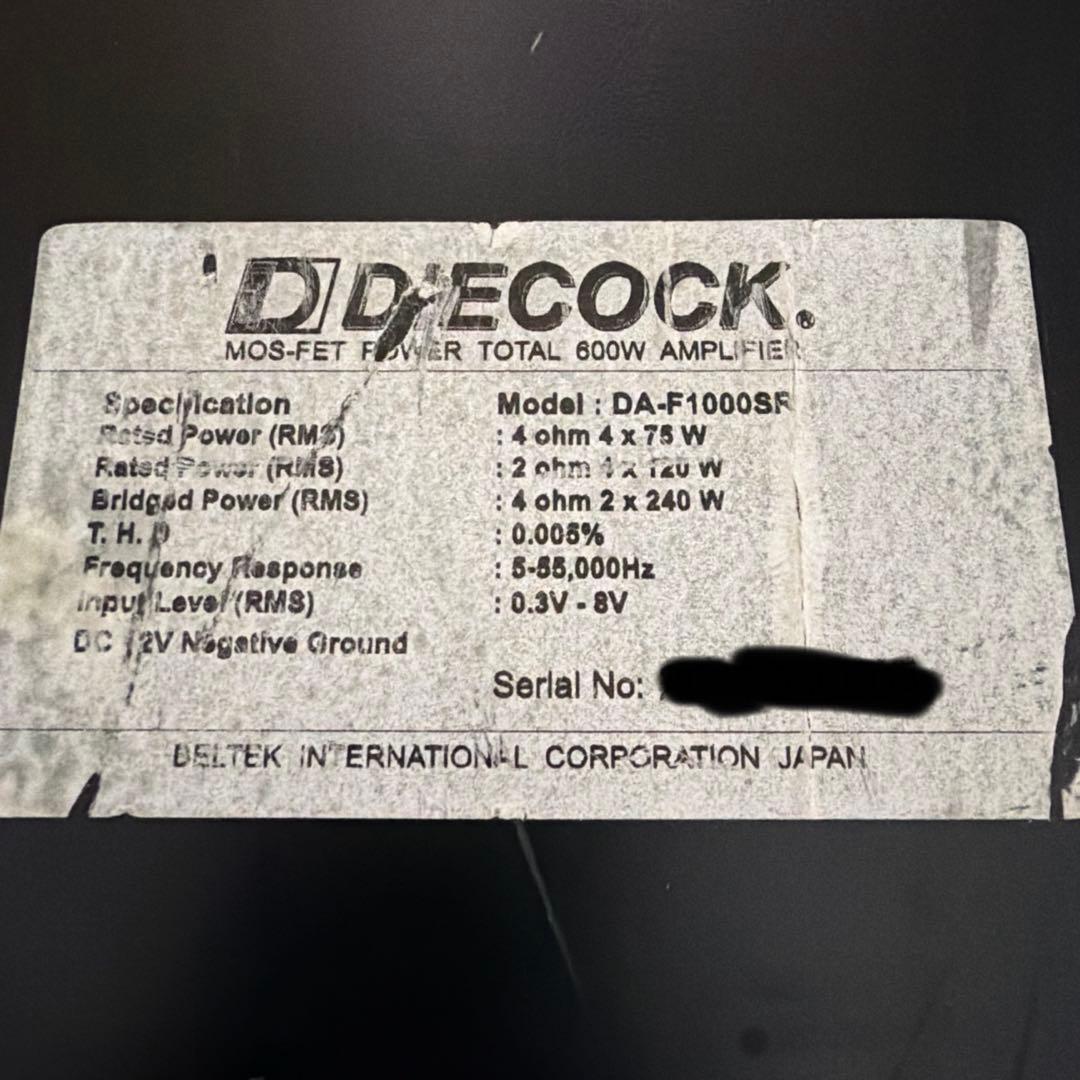 DIECOCK®
MOS-FET POWER TOTAL 600W AMPLIFIER
Specification Model : DA-F1000SR
Rated Power (RMS) : 4 ohm 4 x 75 W
Rated Power (RMS) : 2 ohm 4 x 120 W
Bridged Power (RMS) : 4 ohm 2 x 240 W
T. H. D : 0.005%
Frequency Response : 5-55,000Hz
Input Level (RMS) : 0.3V - 8V
DC 12V Negative Ground
Serial No:
BELTEK INTERNATIONAL CORPORATION JAPAN